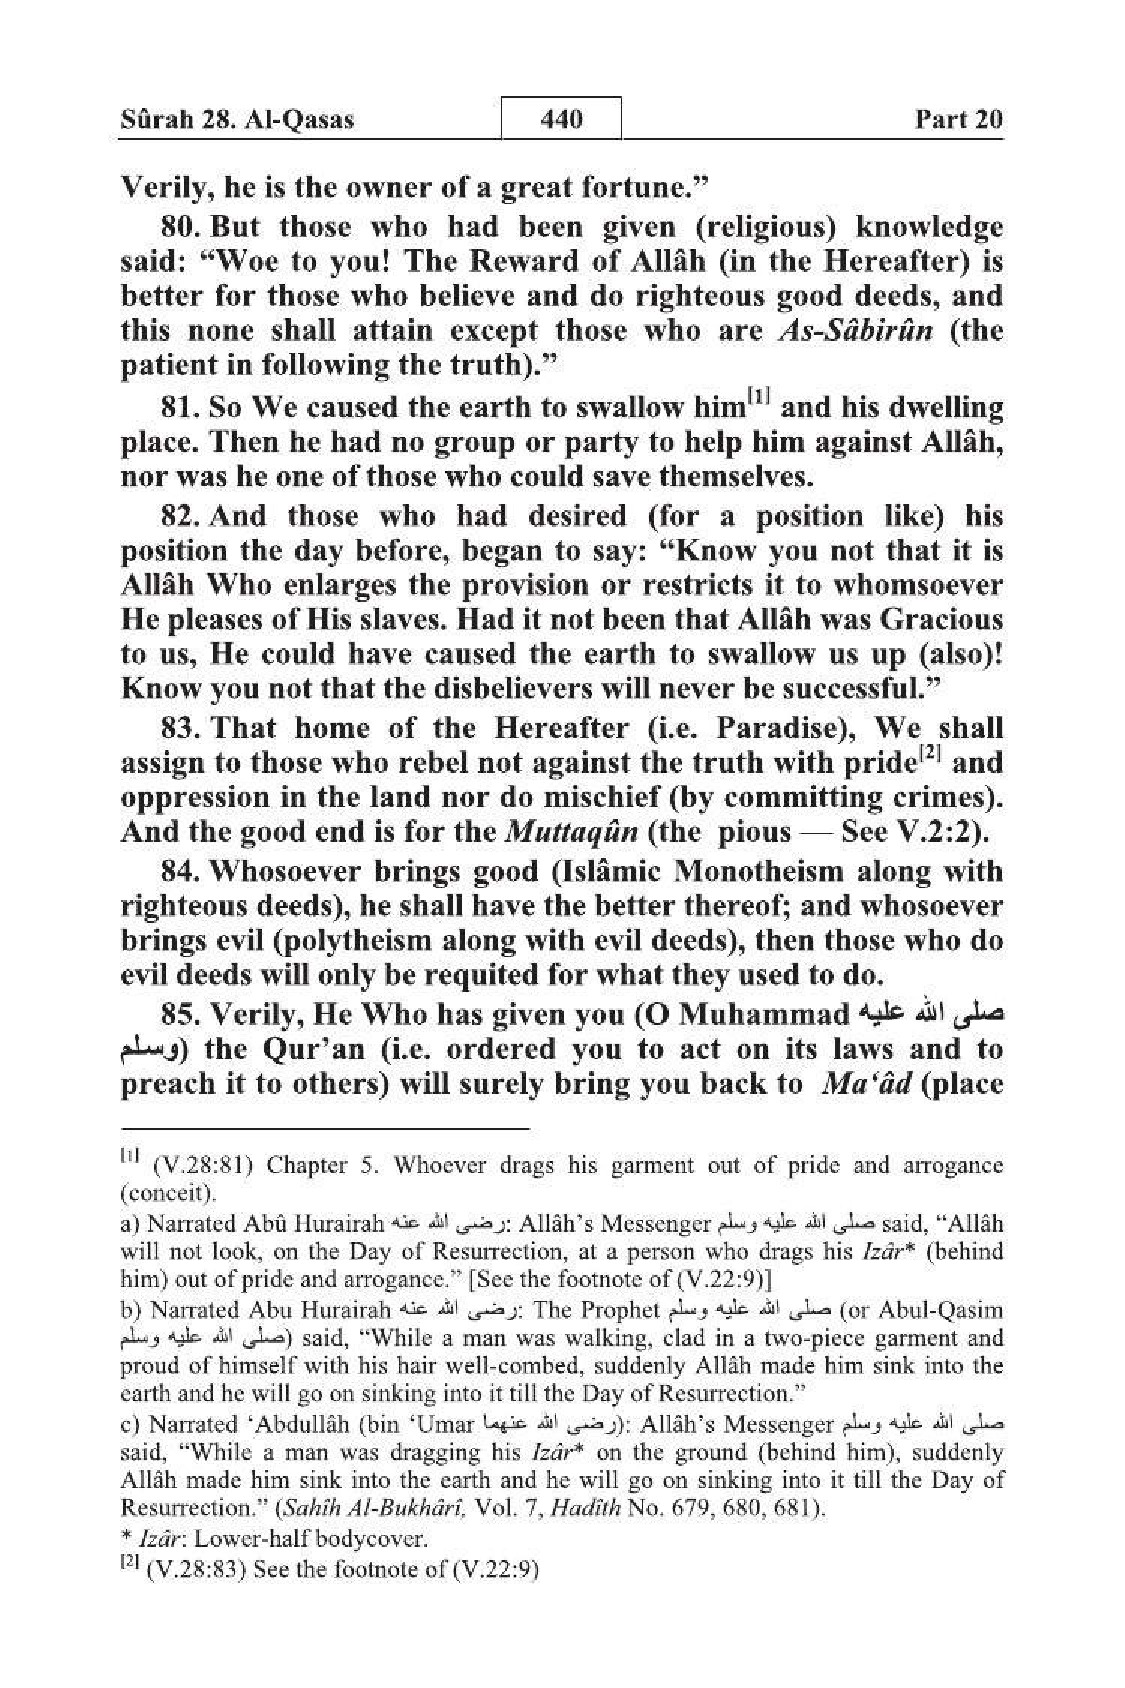 Sûrah 28. Al-Qasas 440 Part 20
Verily, he is the owner of a great fortune.”
80. But those who had been given (religious) knowledge
said: “Woe to you! The Reward of Allâh (in the Hereafter) is
better for those who believe and do righteous good deeds, and
this none shall attain except those who are As-Sâbirûn (the
patient in following the truth).”
81. So We caused the earth to swallow him[1] and his dwelling
place. Then he had no group or party to help him against Allâh,
nor was he one of those who could save themselves.
82. And those who had desired (for a position like) his
position the day before, began to say: “Know you not that it is
Allâh Who enlarges the provision or restricts it to whomsoever
He pleases of His slaves. Had it not been that Allâh was Gracious
to us, He could have caused the earth to swallow us up (also)!
Know you not that the disbelievers will never be successful.”
83. That home of the Hereafter (i.e. Paradise), We shall
assign to those who rebel not against the truth with pride[2] and
oppression in the land nor do mischief (by committing crimes).
And the good end is for the Muttaqûn (the pious — See V.2:2).
84. Whosoever brings good (Islâmic Monotheism along with
righteous deeds), he shall have the better thereof; and whosoever
brings evil (polytheism along with evil deeds), then those who do
evil deeds will only be requited for what they used to do.
85. Verily, He Who has given you (O Muhammad صلى الله عليه
وسلم) the Qur’an (i.e. ordered you to act on its laws and to
preach it to others) will surely bring you back to Ma‘âd (place
[1] (V.28:81) Chapter 5. Whoever drags his garment out of pride and arrogance
(conceit).
a) Narrated Abû Hurairah رضى الله عنه: Allâh’s Messenger صلى الله عليه وسلم said, “Allâh
will not look, on the Day of Resurrection, at a person who drags his Izâr* (behind
him) out of pride and arrogance.” [See the footnote of (V.22:9)]
b) Narrated Abu Hurairah رضى الله عنه: The Prophet صلى الله عليه وسلم (or Abul-Qasim
صلى الله عليه وسلم) said, “While a man was walking, clad in a two-piece garment and
proud of himself with his hair well-combed, suddenly Allâh made him sink into the
earth and he will go on sinking into it till the Day of Resurrection.”
c) Narrated ‘Abdullâh (bin ‘Umar رضى الله عنهما): Allâh’s Messenger صلى الله عليه وسلم
said, “While a man was dragging his Izâr* on the ground (behind him), suddenly
Allâh made him sink into the earth and he will go on sinking into it till the Day of
Resurrection.” (Sahîh Al-Bukhârî, Vol. 7, Hadîth No. 679, 680, 681).
* Izâr: Lower-half bodycover.
[2] (V.28:83) See the footnote of (V.22:9)